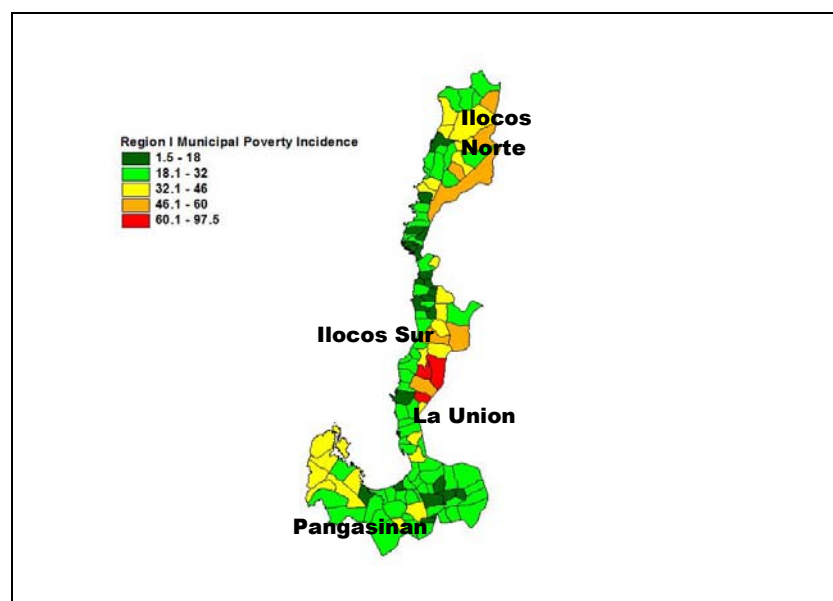 Ilocos
Norte
Region I Municipal Poverty Incidence
1.5 - 18
18.1 - 32
32.1 - 46
46.1 - 60
60.1 - 97.5
Ilocos Sur
La Union
Pangasinan